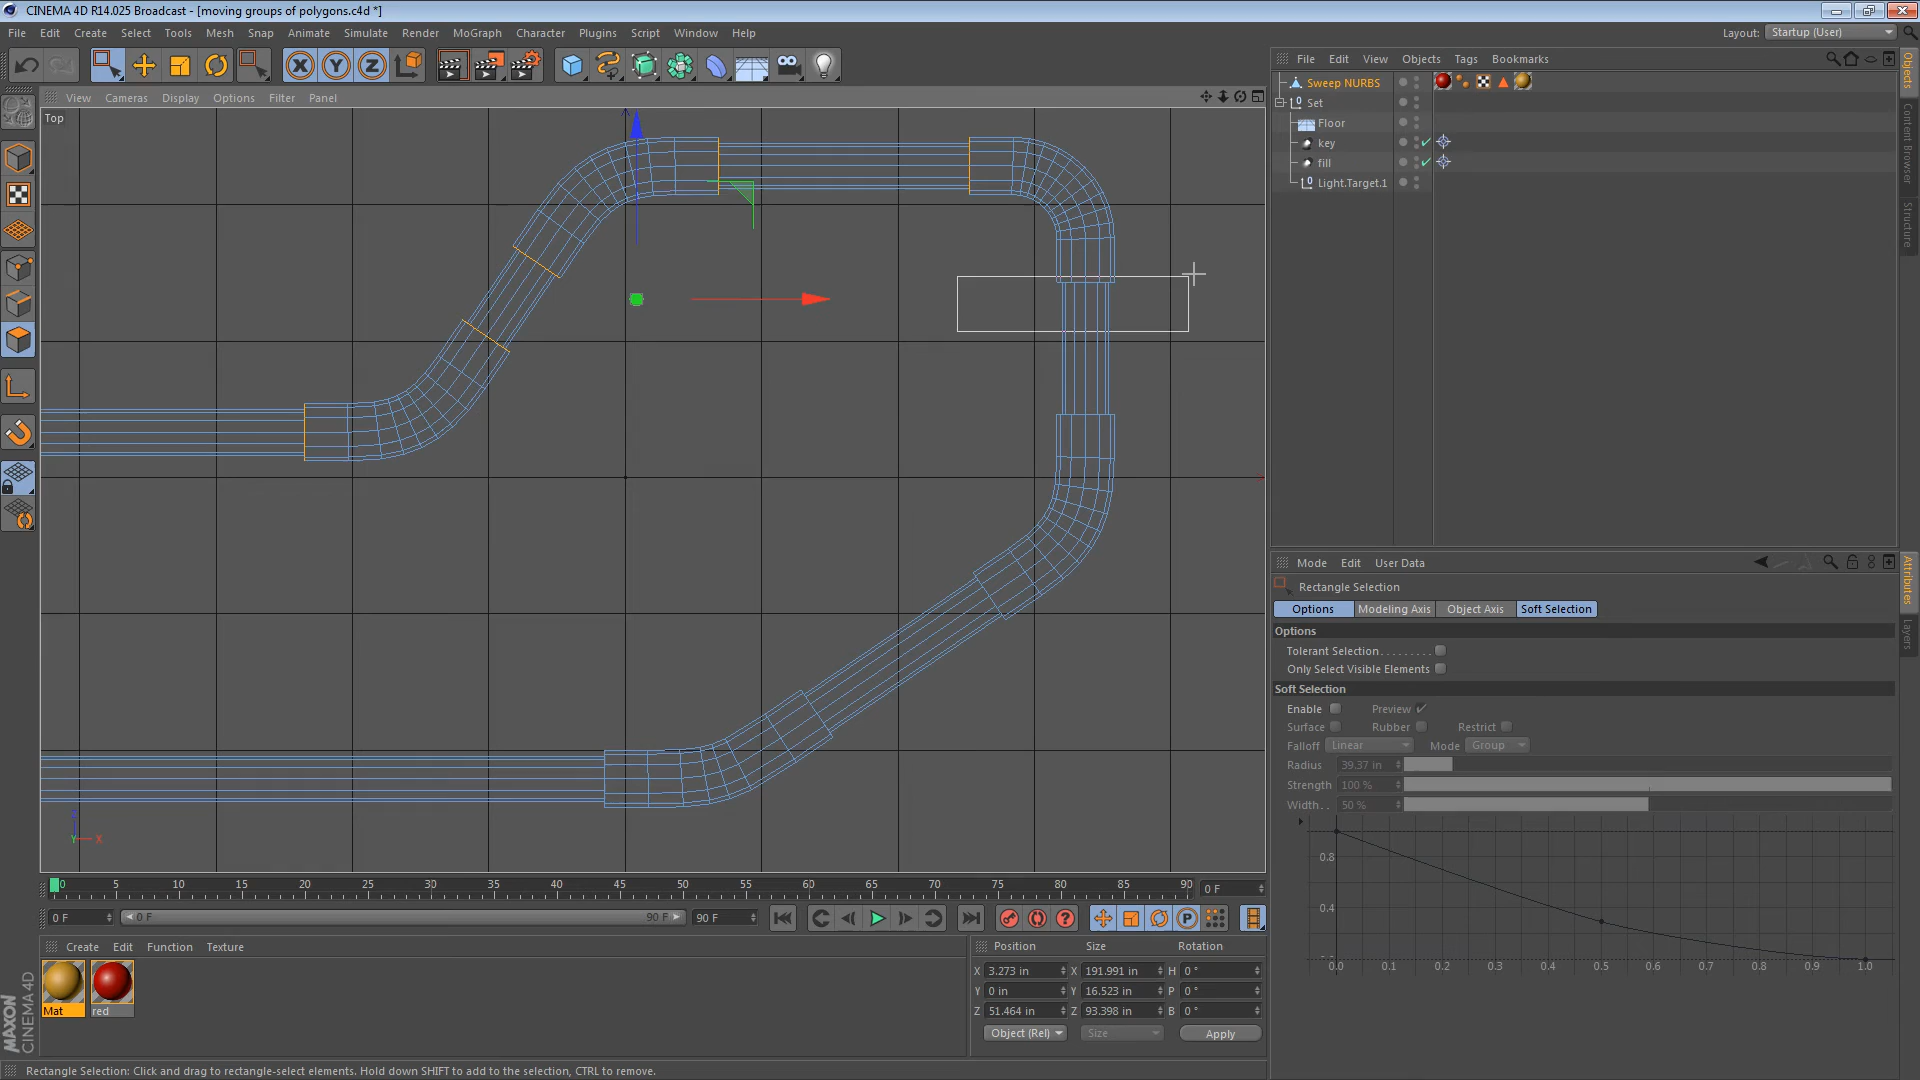 CINEMA 4D R14.025 Broadcast - [moving groups of polygons.c4d *]
File Edit Create Select Tools Mesh Snap Animate Simulate Render MoGraph Character Plugins Script Window Help
Layout: Startup (User)
File Edit View Objects Tags Bookmarks
View Cameras Display Options Filter Panel
Top
Sweep NURBS
Set
Floor
key
fill
Light.Target.1
Objects
Content Browser
Structure
Mode Edit User Data
Rectangle Selection
Options Modeling Axis Object Axis Soft Selection
Options
Tolerant Selection........
Only Select Visible Elements
Soft Selection
Enable Preview
Surface Rubber Restrict
Falloff Linear Mode Group
Radius 39.37 in
Strength 100 %
Width.. 50 %
0.8
0.4
0.0 0.1 0.2 0.3 0.4 0.5 0.6 0.7 0.8 0.9 1.0
Attributes
Layers
Y X
0 5 10 15 20 25 30 35 40 45 50 55 60 65 70 75 80 85 90 0 F
0 F 0 F 90 F 90 F
P
Create Edit Function Texture
Mat red
Position Size Rotation
X 3.273 in X 191.991 in H 0 °
Y 0 in Y 16.523 in P 0 °
Z 51.464 in Z 93.398 in B 0 °
Object (Rel) Size Apply
MAXON CINEMA 4D
Rectangle Selection: Click and drag to rectangle-select elements. Hold down SHIFT to add to the selection, CTRL to remove.